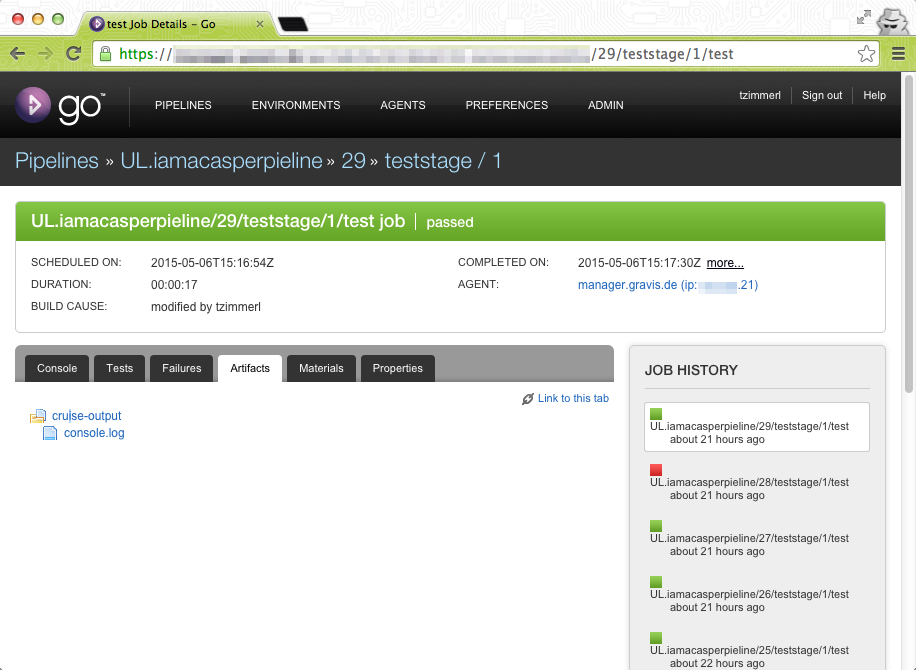 test Job Details – Go
https:// /29/teststage/1/test
go™
PIPELINES ENVIRONMENTS AGENTS PREFERENCES ADMIN
tzimmerl Sign out Help
Pipelines » UL.iamacasperpieline » 29 » teststage / 1
UL.iamacasperpieline/29/teststage/1/test job | passed
SCHEDULED ON: 2015-05-06T15:16:54Z
COMPLETED ON: 2015-05-06T15:17:30Z more...
DURATION: 00:00:17
AGENT: manager.gravis.de (ip: .21)
BUILD CAUSE: modified by tzimmerl
Console Tests Failures Artifacts Materials Properties
Link to this tab
cruise-output
console.log
JOB HISTORY
UL.iamacasperpieline/29/teststage/1/test
about 21 hours ago
UL.iamacasperpieline/28/teststage/1/test
about 21 hours ago
UL.iamacasperpieline/27/teststage/1/test
about 21 hours ago
UL.iamacasperpieline/26/teststage/1/test
about 21 hours ago
UL.iamacasperpieline/25/teststage/1/test
about 22 hours ago